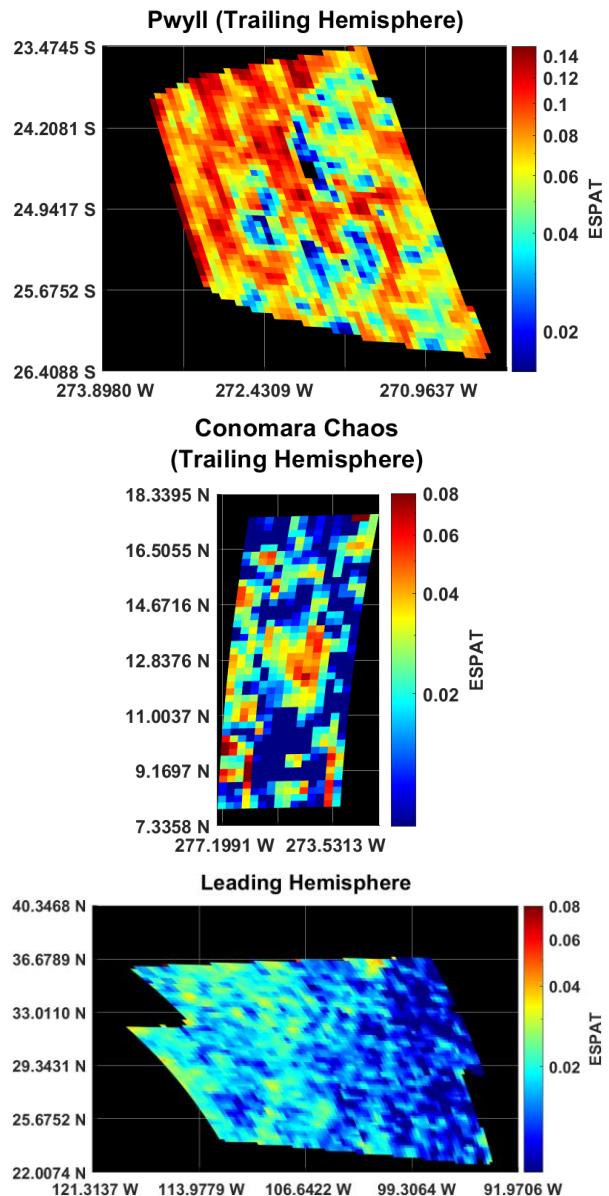 Pwyll (Trailing Hemisphere)
23.4745 S
24.2081 S
24.9417 S
25.6752 S
26.4088 S
273.8980 W 272.4309 W 270.9637 W
0.14
0.12
0.1
0.08
0.06
0.04
0.02
ESPAT
Conomara Chaos
(Trailing Hemisphere)
18.3395 N
16.5055 N
14.6716 N
12.8376 N
11.0037 N
9.1697 N
7.3358 N
277.1991 W 273.5313 W
0.08
0.06
0.04
0.02
ESPAT
Leading Hemisphere
40.3468 N
36.6789 N
33.0110 N
29.3431 N
25.6752 N
22.0074 N
121.3137 W 113.9779 W 106.6422 W 99.3064 W 91.9706 W
0.08
0.06
0.04
0.02
ESPAT